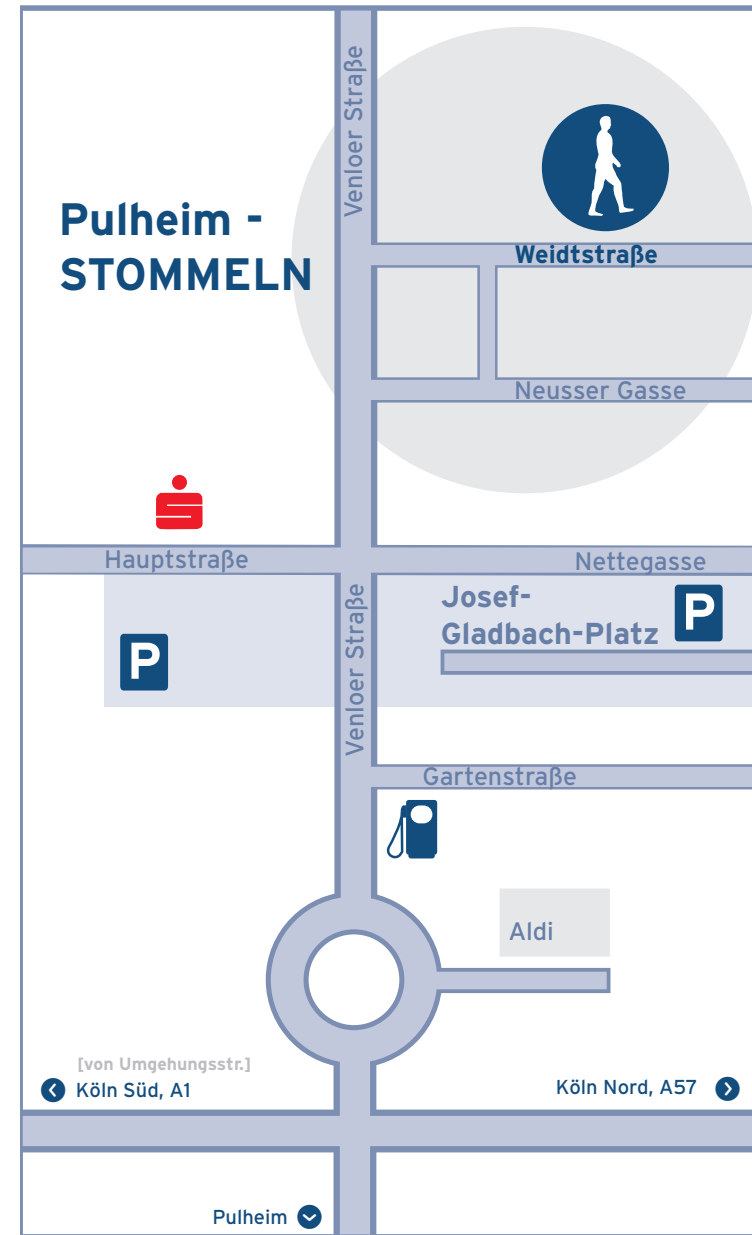 Venloer Straße
Pulheim -
STOMMELN
Weidtstraße
Neusser Gasse
Hauptstraße
Nettegasse
Josef-
Gladbach-Platz
P
P
Venloer Straße
Gartenstraße
Aldi
[von Umgehungsstr.]
Köln Süd, A1
Köln Nord, A57
Pulheim